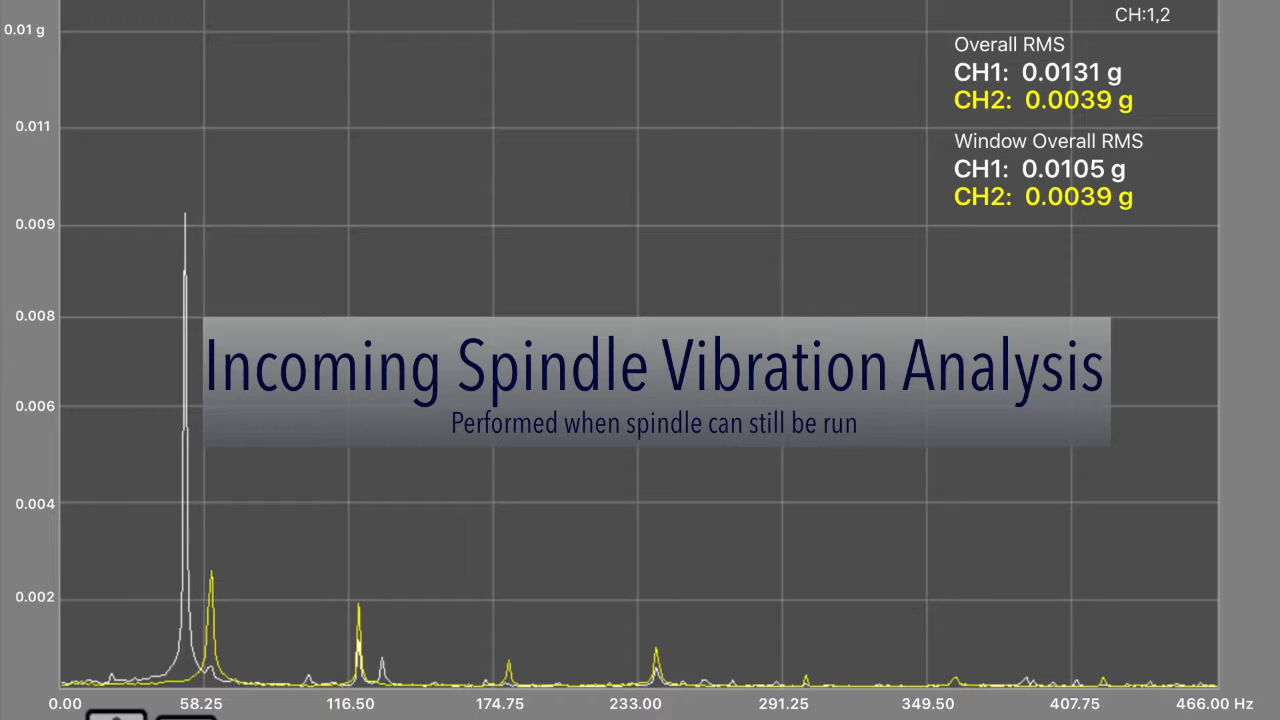 CH:1,2
0.01 g
Overall RMS
CH1: 0.0131 g
CH2: 0.0039 g
0.011
Window Overall RMS
CH1: 0.0105 g
CH2: 0.0039 g
0.009
0.008
Incoming Spindle Vibration Analysis
0.006
Performed when spindle can still be run
0.004
0.002
0.00 58.25 116.50 174.75 233.00 291.25 349.50 407.75 466.00 Hz